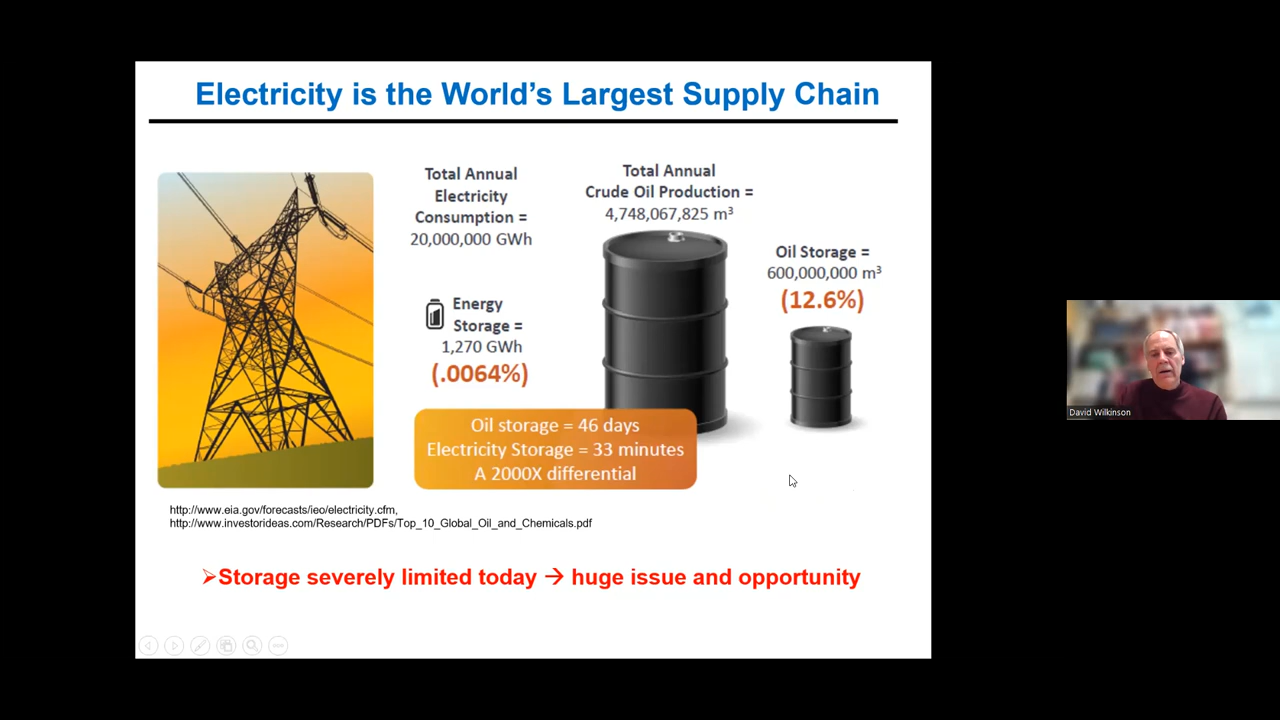 Electricity is the World's Largest Supply Chain
Total Annual
Electricity
Consumption =
20,000,000 GWh
Energy
Storage =
1,270 GWh
(.0064%)
Total Annual
Crude Oil Production =
4,748,067,825 m³
Oil Storage =
600,000,000 m³
(12.6%)
Oil storage = 46 days
Electricity Storage = 33 minutes
A 2000X differential
http://www.eia.gov/forecasts/ieo/electricity.cfm,
http://www.investorideas.com/Research/PDFs/Top_10_Global_Oil_and_Chemicals.pdf
➢Storage severely limited today → huge issue and opportunity
David Wilkinson